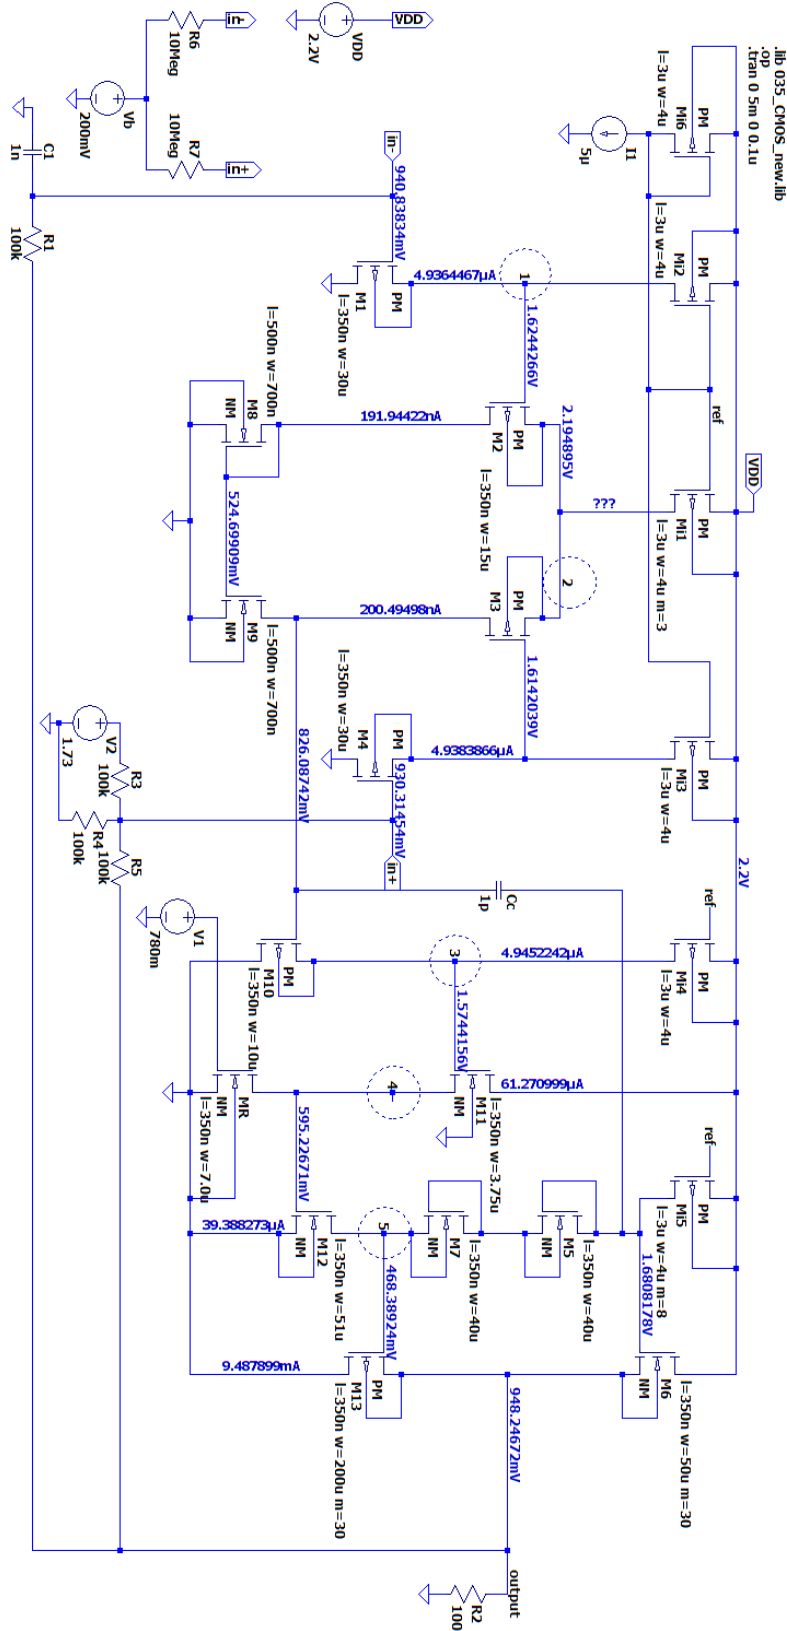 .lib 035_CMOS_new.lib
.op
.tran 0 5m 0 0.1u
VDD
2.2V
PM
Mi6
l=3u w=4u
PM
Mi2
l=3u w=4u
ref
PM
Mi1
l=3u w=4u m=3
PM
Mi3
l=3u w=4u
ref
PM
Mi4
l=3u w=4u
ref
PM
Mi5
l=3u w=4u m=8
I1
5µ
???
1.6808178V
M6
NM
l=350n w=50u m=30
2.194895V
1
1.6244266V
2
1.6142039V
4.9452242µA
61.270999µA
M5
NM
l=350n w=40u
PM
M2
l=350n w=15u
PM
M3
Cc
1p
3
1.5744156V
M11
NM
l=350n w=3.75u
M7
NM
l=350n w=40u
VDD
VDD
2.2V
in-
940.83834mV
4.9364467µA
PM
M1
l=350n w=30u
191.94422nA
200.49498nA
4.9383866µA
PM
M4
l=350n w=30u
930.31454mV
in+
4
5
468.38924mV
output
948.24672mV
R2
100
826.08742mV
595.22671mV
M12
NM
l=350n w=51u
PM
M13
l=350n w=200u m=30
M8
NM
l=500n w=700n
524.69909mV
M9
NM
l=500n w=700n
PM
M10
l=350n w=10u
MR
NM
l=350n w=7.0u
39.388273µA
9.487899mA
in-
R6
10Meg
in+
R7
10Meg
Vb
200mV
V1
780m
R3
100k
V2
1.73
R4
100k
R5
100k
C1
1n
R1
100k